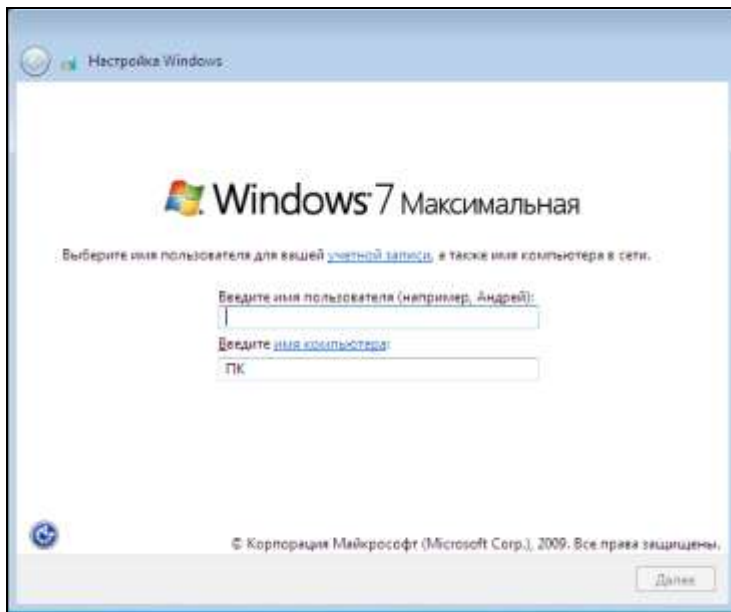 Настройка Windows
Windows 7 Максимальная
Выберите имя пользователя для вашей учетной записи, а также имя компьютера в сети.
Введите имя пользователя (например, Андрей):
Введите имя компьютера:
ПК
© Корпорация Майкрософт (Microsoft Corp.), 2009. Все права защищены.
Далее